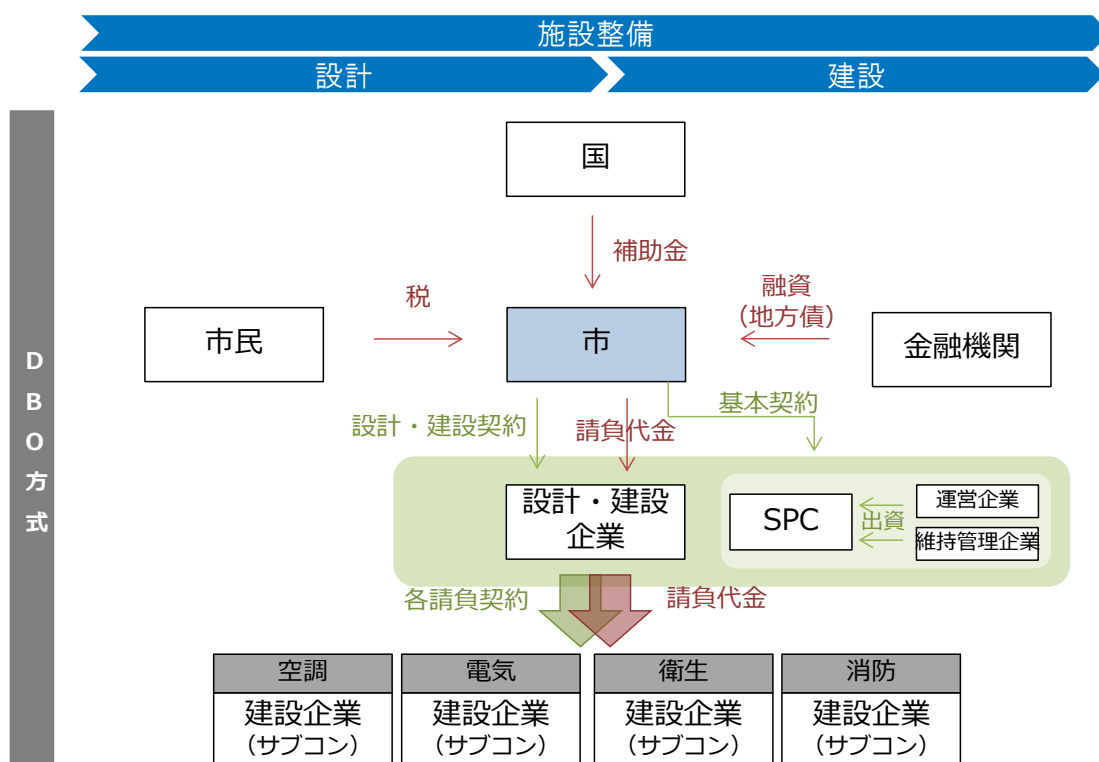 施設整備
設計
建設
DBO方式
国
補助金
税
融資
（地方債）
市民
市
金融機関
基本契約
設計・建設契約
請負代金
設計・建設
企業
SPC
出資
運営企業
維持管理企業
各請負契約
請負代金
空調
電気
衛生
消防
建設企業
（サブコン）
建設企業
（サブコン）
建設企業
（サブコン）
建設企業
（サブコン）